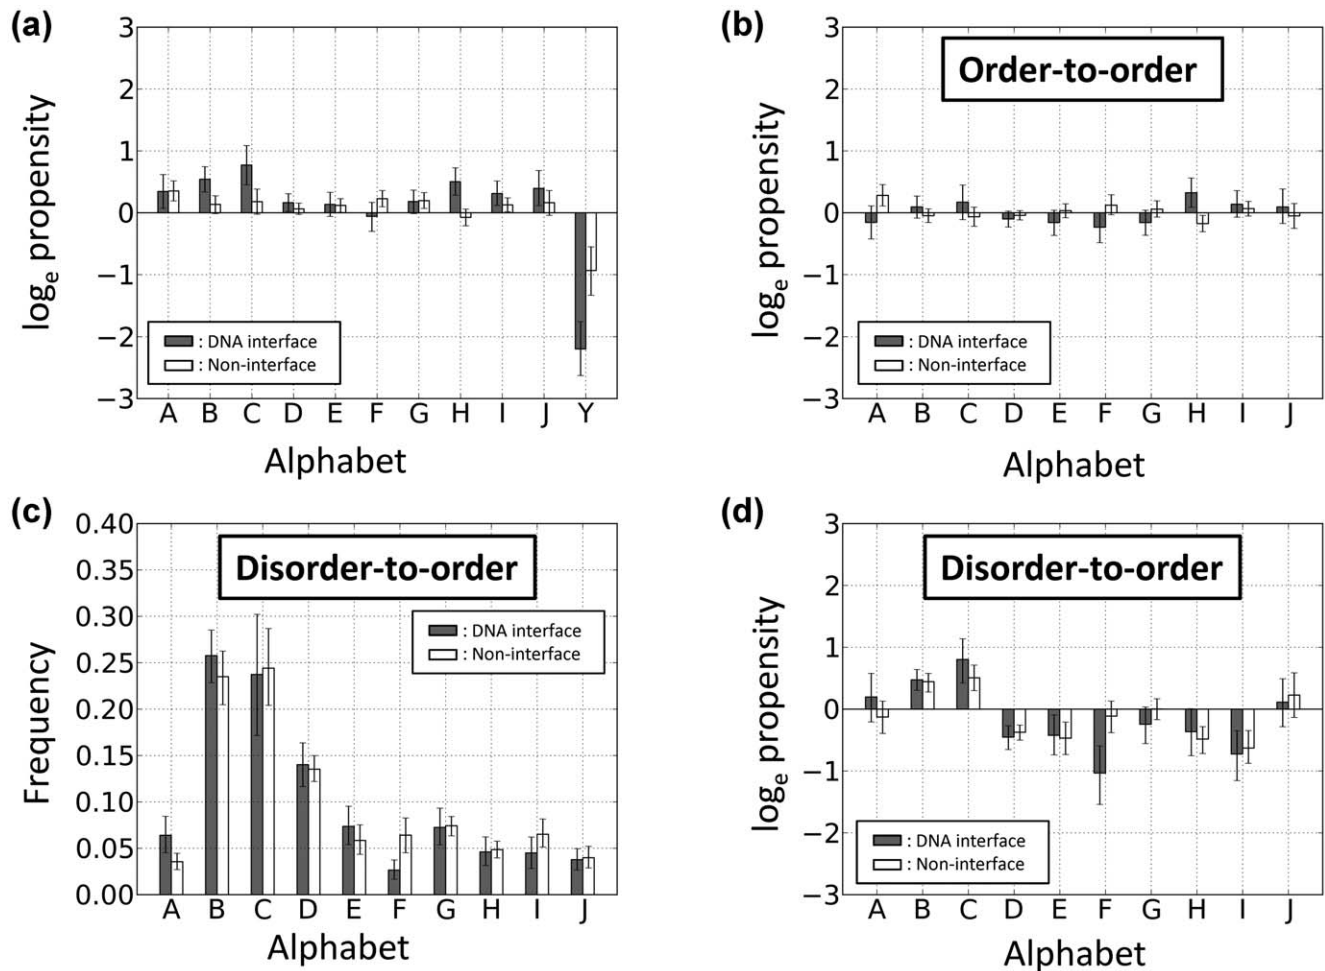 (a)
3
2
1
0
−1
−2
−3
log_e propensity
: DNA interface
: Non-interface
A B C D E F G H I J Y
Alphabet
(b)
3
2
1
0
−1
−2
−3
log_e propensity
Order-to-order
: DNA interface
: Non-interface
A B C D E F G H I J
Alphabet
(c)
0.40
0.35
0.30
0.25
0.20
0.15
0.10
0.05
0.00
Frequency
Disorder-to-order
: DNA interface
: Non-interface
A B C D E F G H I J
Alphabet
(d)
3
2
1
0
−1
−2
−3
log_e propensity
Disorder-to-order
: DNA interface
: Non-interface
A B C D E F G H I J
Alphabet